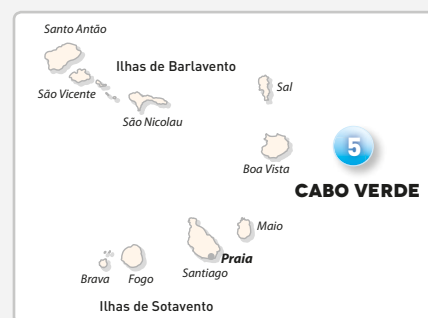 Santo Antão
Ilhas de Barlavento
São Vicente
Sal
São Nicolau
5
Boa Vista
CABO VERDE
Maio
Praia
Santiago
Brava
Fogo
Ilhas de Sotavento